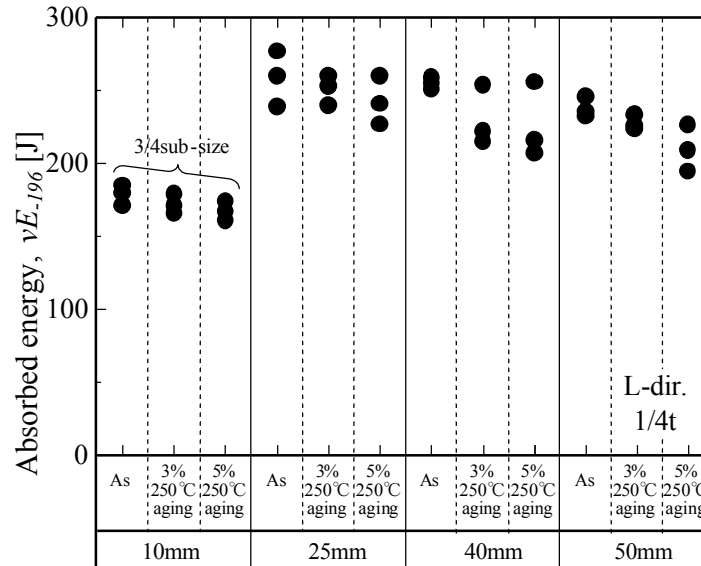 300
200
100
0
Absorbed energy, vE-196 [J]
3/4sub-size
L-dir.
1/4t
As
3%
250℃
aging
5%
250℃
aging
As
3%
250℃
aging
5%
250℃
aging
As
3%
250℃
aging
5%
250℃
aging
As
3%
250℃
aging
5%
250℃
aging
10mm
25mm
40mm
50mm